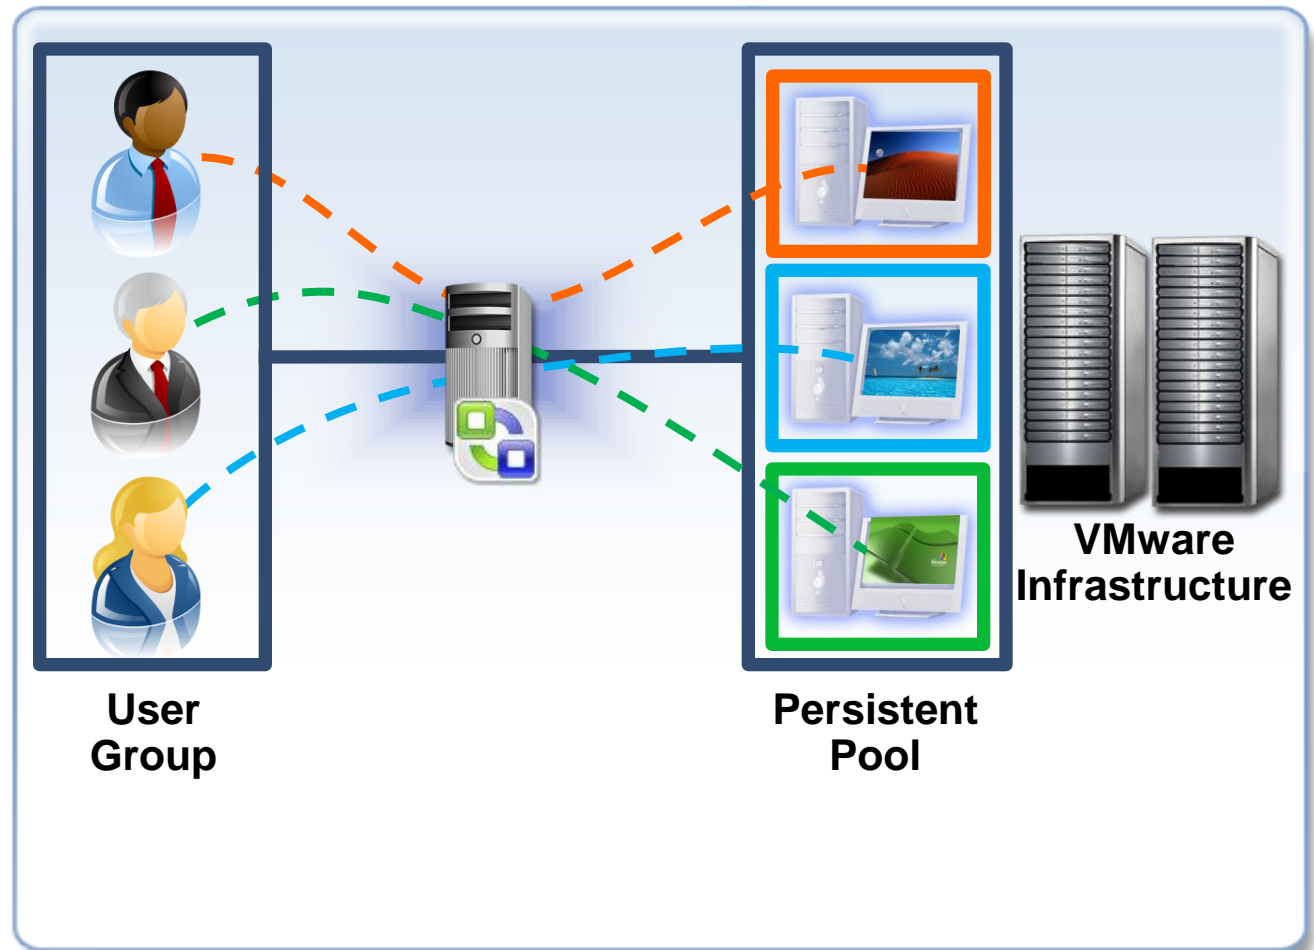 VMware
Infrastructure
User
Group
Persistent
Pool